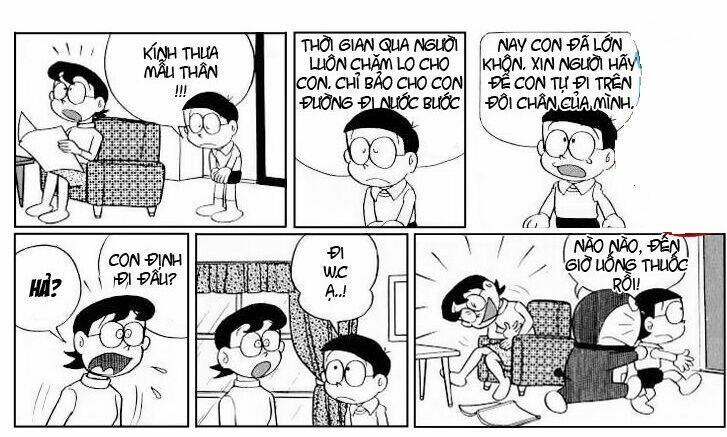 KÍNH THƯA
MẪU THÂN
!!!
THỜI GIAN QUA NGƯỜI
LUÔN CHĂM LO CHO
CON. CHỈ BẢO CHO CON
ĐƯỜNG ĐI NƯỚC BƯỚC
NAY CON ĐÃ LỚN
KHÔN. XIN NGƯỜI HÃY
ĐỂ CON TỰ ĐI TRÊN
ĐÔI CHÂN CỦA MÌNH.
HẢ?
CON ĐỊNH
ĐI ĐÂU?
ĐI
W.C
Ạ..!
NÀO NÀO, ĐẾN
GIỜ UỐNG THUỐC
RỒI!